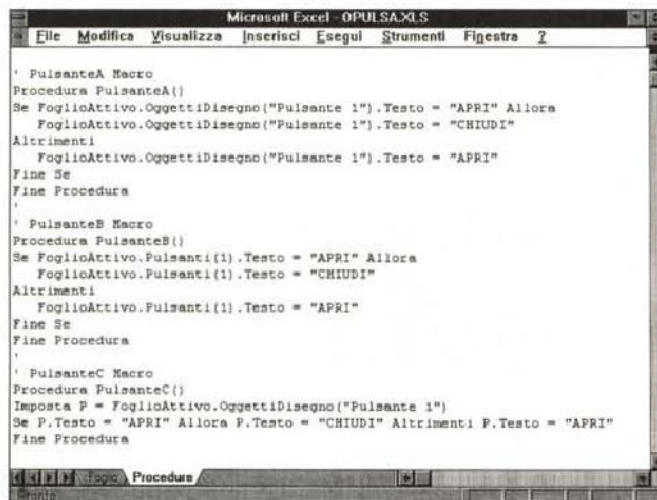 Microsoft Excel - OPULSA.XLS
File Modifica Visualizza Inserisci Esegui Strumenti Finestra ?
' PulsanteA Macro
Procedura PulsanteA()
Se FoglioAttivo.OggettiDisegno("Pulsante 1").Testo = "APRI" Allora
FoglioAttivo.OggettiDisegno("Pulsante 1").Testo = "CHIUDI"
Altrimenti
FoglioAttivo.OggettiDisegno("Pulsante 1").Testo = "APRI"
Fine Se
Fine Procedura
'
' PulsanteB Macro
Procedura PulsanteB()
Se FoglioAttivo.Pulsanti(1).Testo = "APRI" Allora
FoglioAttivo.Pulsanti(1).Testo = "CHIUDI"
Altrimenti
FoglioAttivo.Pulsanti(1).Testo = "APRI"
Fine Se
Fine Procedura
'
' PulsanteC Macro
Procedura PulsanteC()
Imposta P = FoglioAttivo.OggettiDisegno("Pulsante 1")
Se P.Testo = "APRI" Allora P.Testo = "CHIUDI" Altrimenti P.Testo = "APRI"
Fine Procedura
Foglio Procedure
Pronto